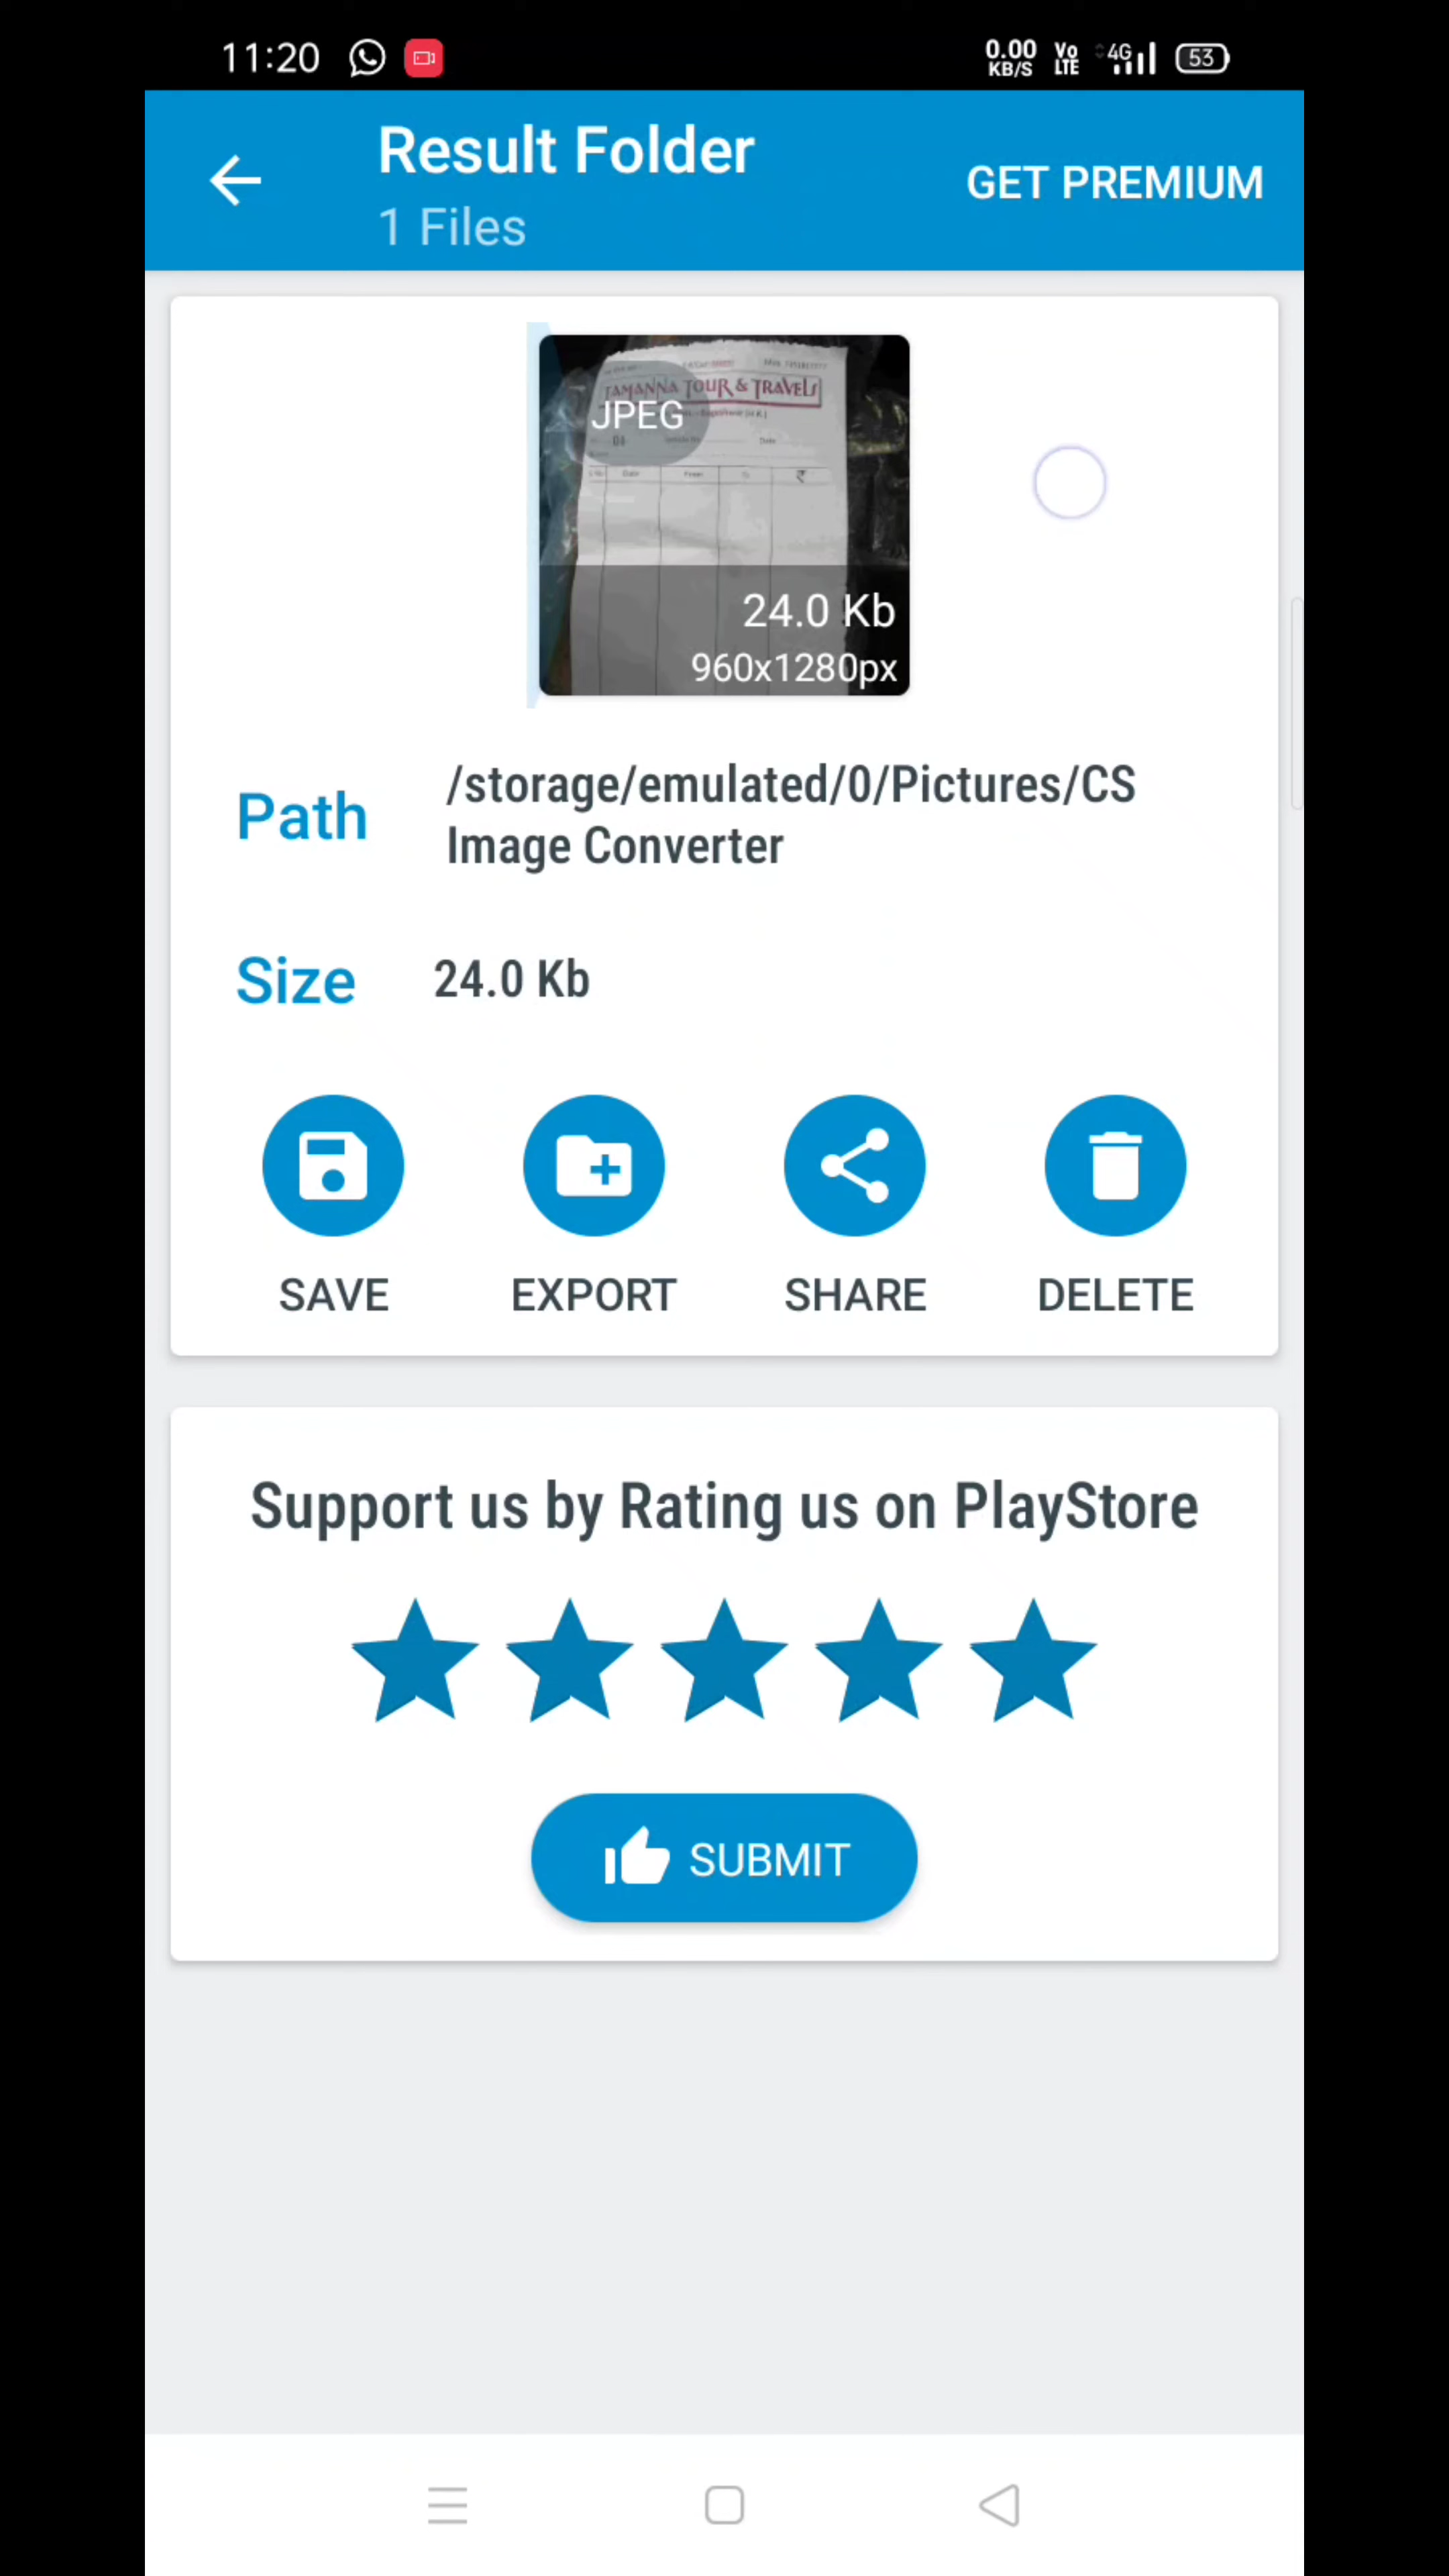 11:20
0.00 KB/S Vo LTE 4G 53
Result Folder
1 Files
GET PREMIUM
TAMANNA TOUR & TRAVELS
JPEG
Date
₹
24.0 Kb
960x1280px
Path
/storage/emulated/0/Pictures/CS
Image Converter
Size
24.0 Kb
SAVE EXPORT SHARE DELETE
Support us by Rating us on PlayStore
SUBMIT